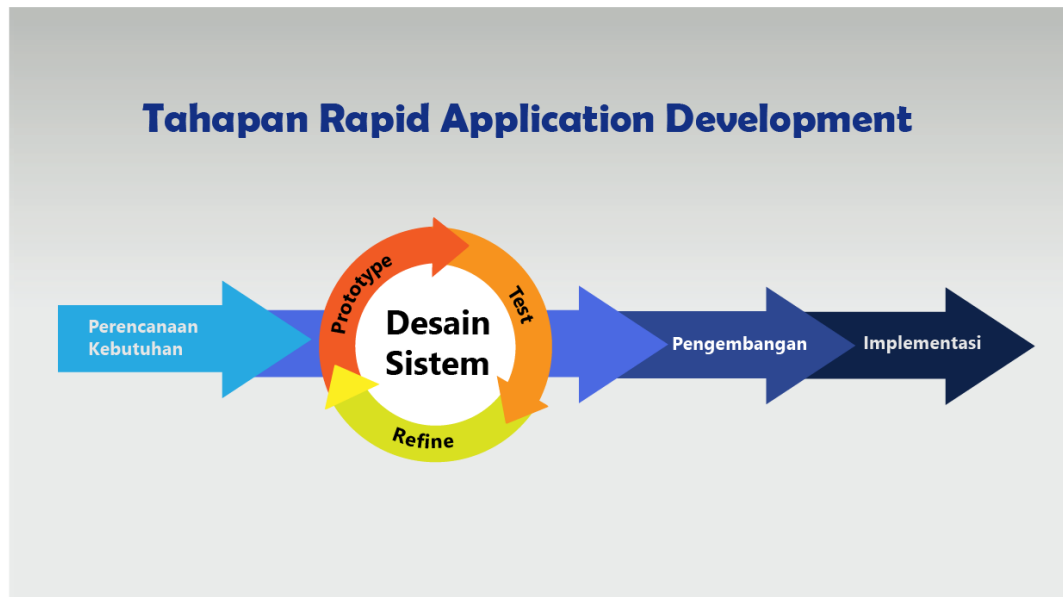 Tahapan Rapid Application Development
Perencanaan
Kebutuhan
Prototype
Test
Refine
Desain
Sistem
Pengembangan
Implementasi